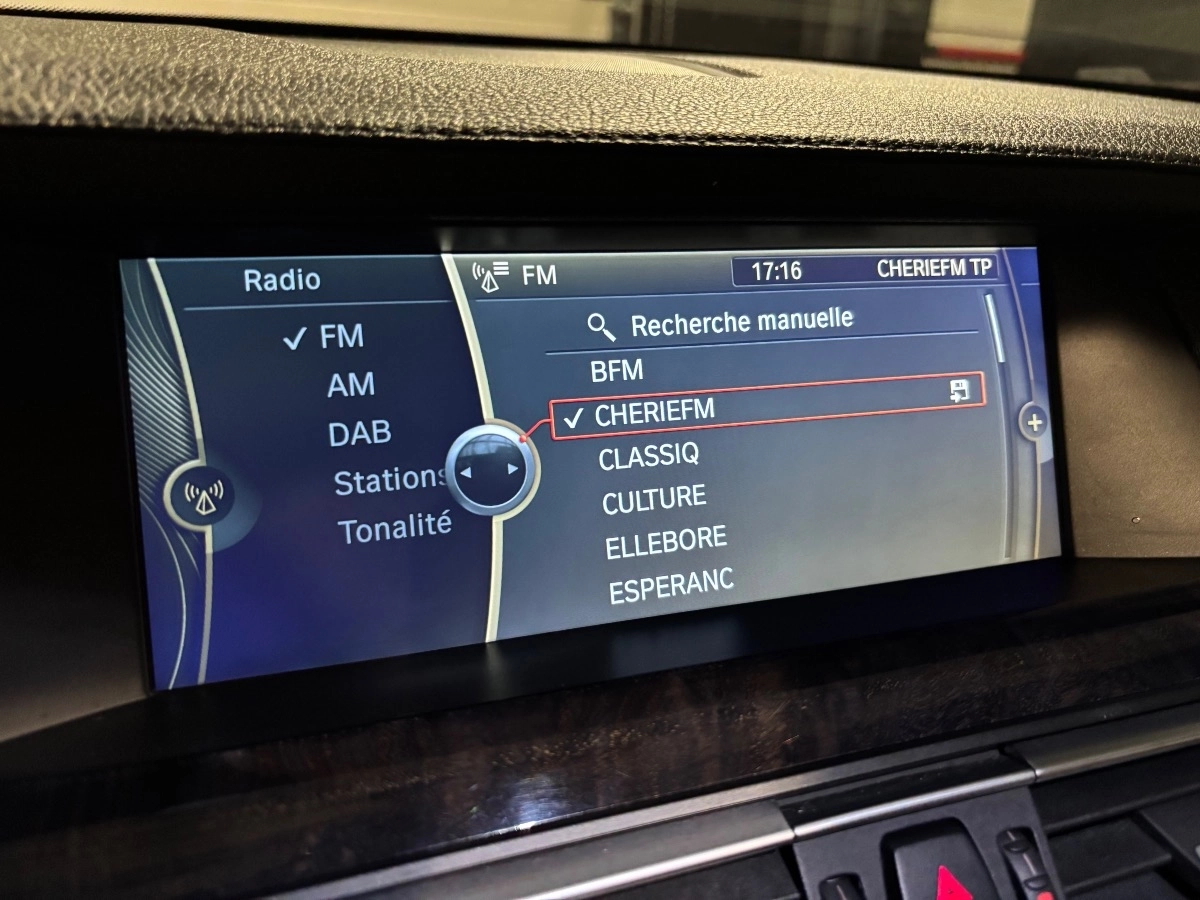 Radio
FM
AM
DAB
Stations
Tonalité
FM
17:16
CHERIEFM TP
Recherche manuelle
BFM
CHERIEFM
CLASSIQ
CULTURE
ELLEBORE
ESPERANC